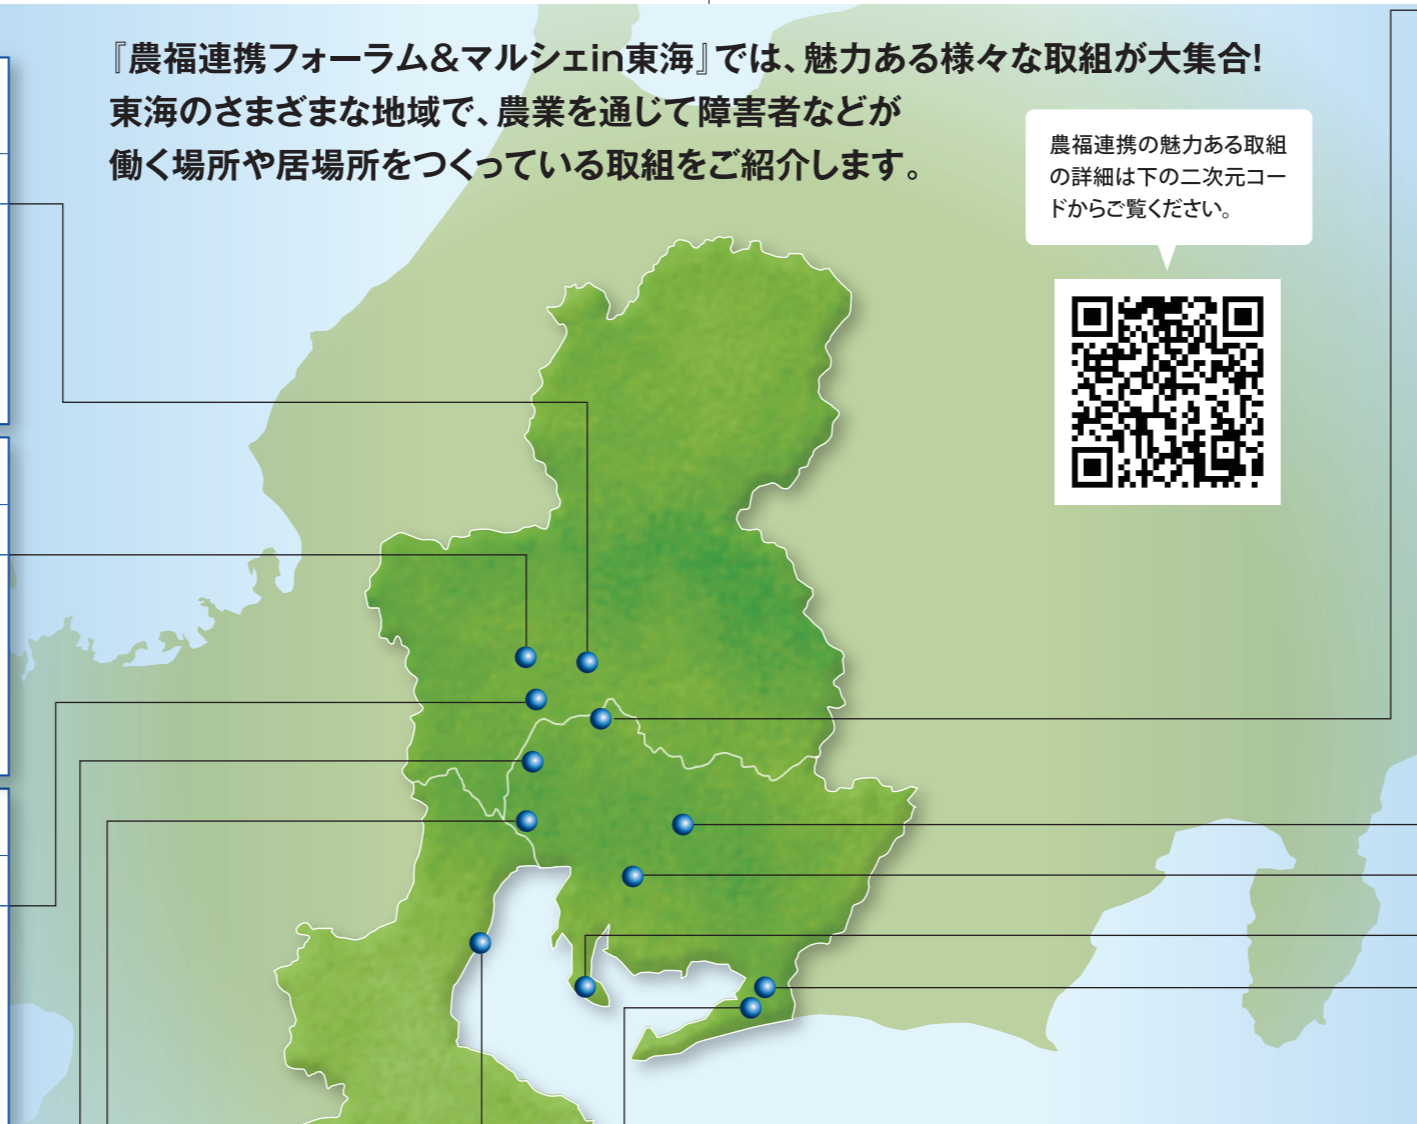 『農福連携フォーラム&マルシェin東海』では、魅力ある様々な取組が大集合!
東海のさまざまな地域で、農業を通じて障害者などが
働く場所や居場所をつくっている取組をご紹介します。
農福連携の魅力ある取組
の詳細は下の二次元コー
ドからご覧ください。